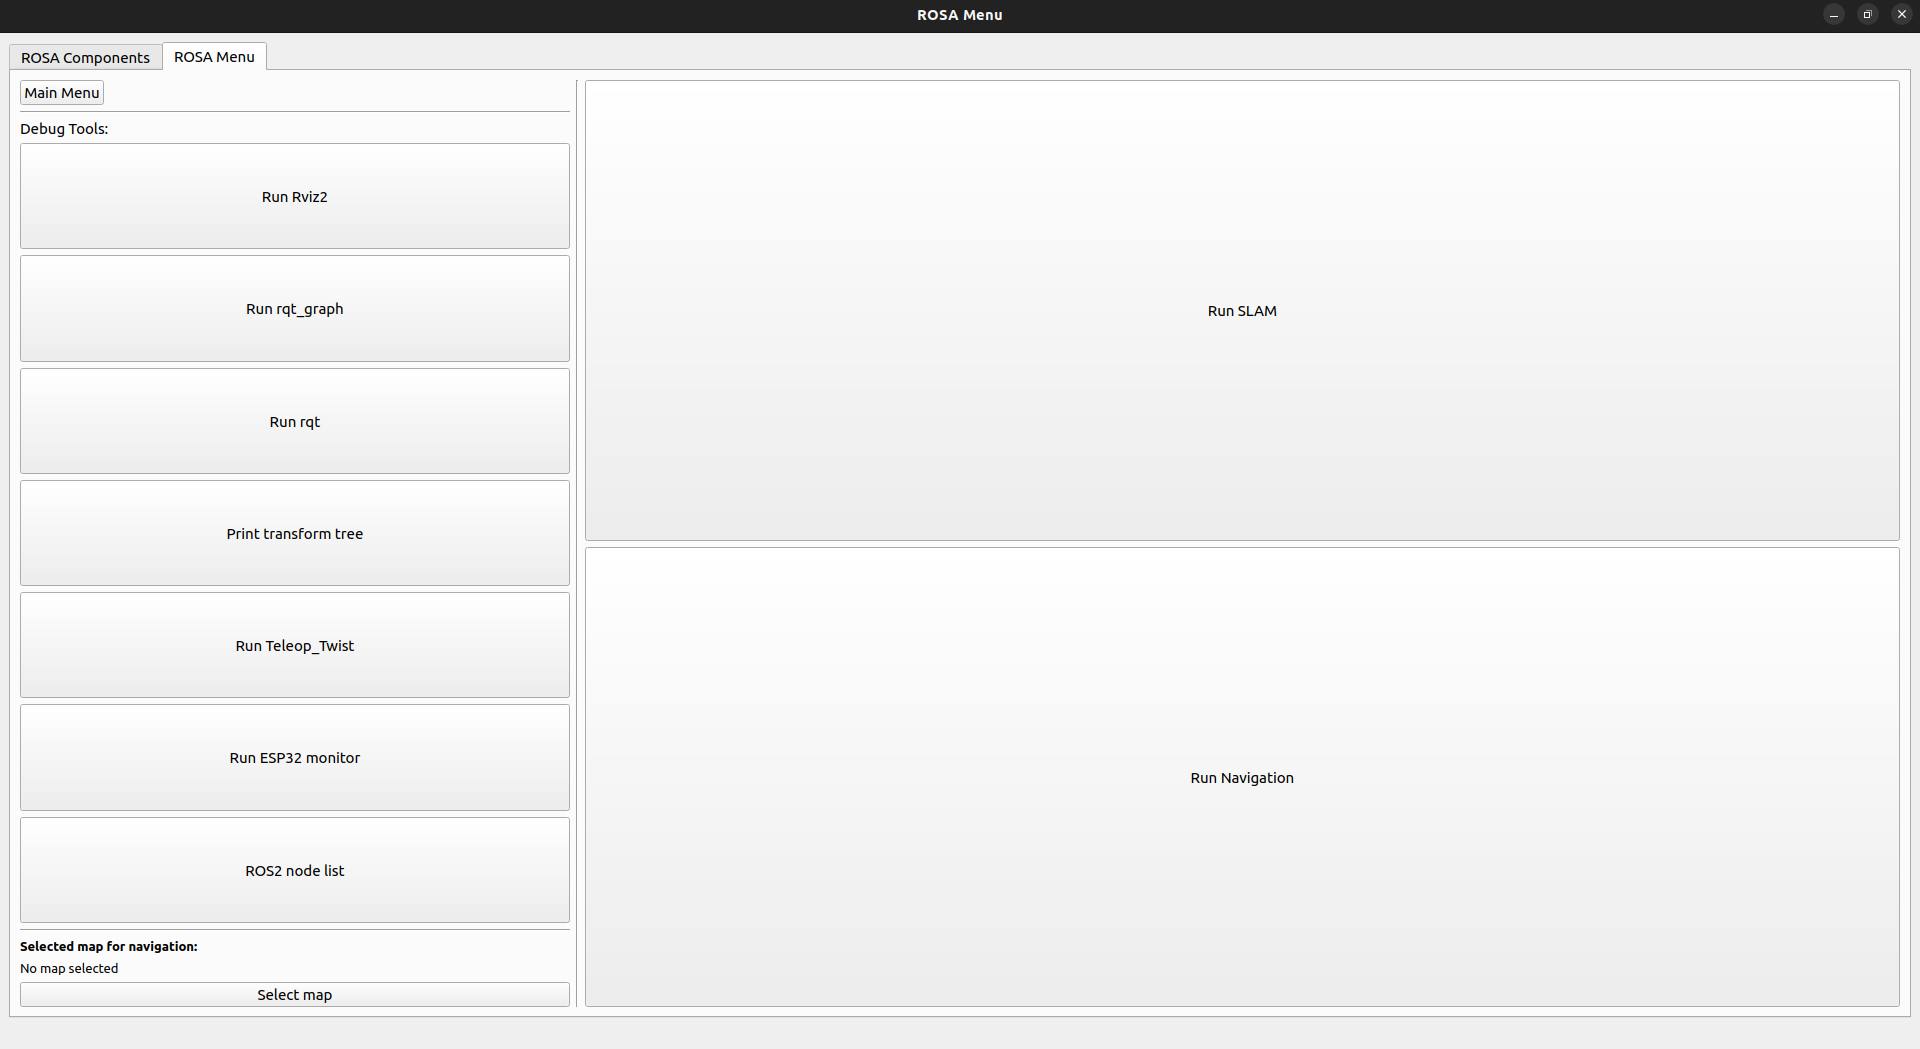 ROSA Menu
ROSA Components
ROSA Menu
Main Menu
Debug Tools:
Run Rviz2
Run rqt_graph
Run rqt
Print transform tree
Run Teleop_Twist
Run ESP32 monitor
ROS2 node list
Selected map for navigation:
No map selected
Select map
Run SLAM
Run Navigation